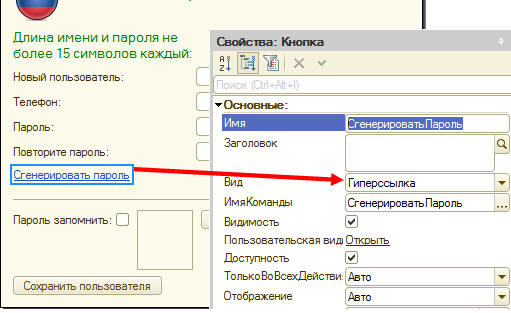 Длина имени и пароля не
более 15 символов каждый:
Новый пользователь:
Телефон:
Пароль:
Повторите пароль:
Сгенерировать пароль
Пароль запомнить:
Сохранить пользователя
Свойства: Кнопка
Поиск (Ctrl+Alt+I)
Основные:
Имя СгенерироватьПароль
Заголовок
Вид Гиперссылка
ИмяКоманды СгенерироватьПароль ...
Видимость
Пользовательская вид Открыть
Доступность
ТолькоВоВсехДействия Авто
Отображение Авто